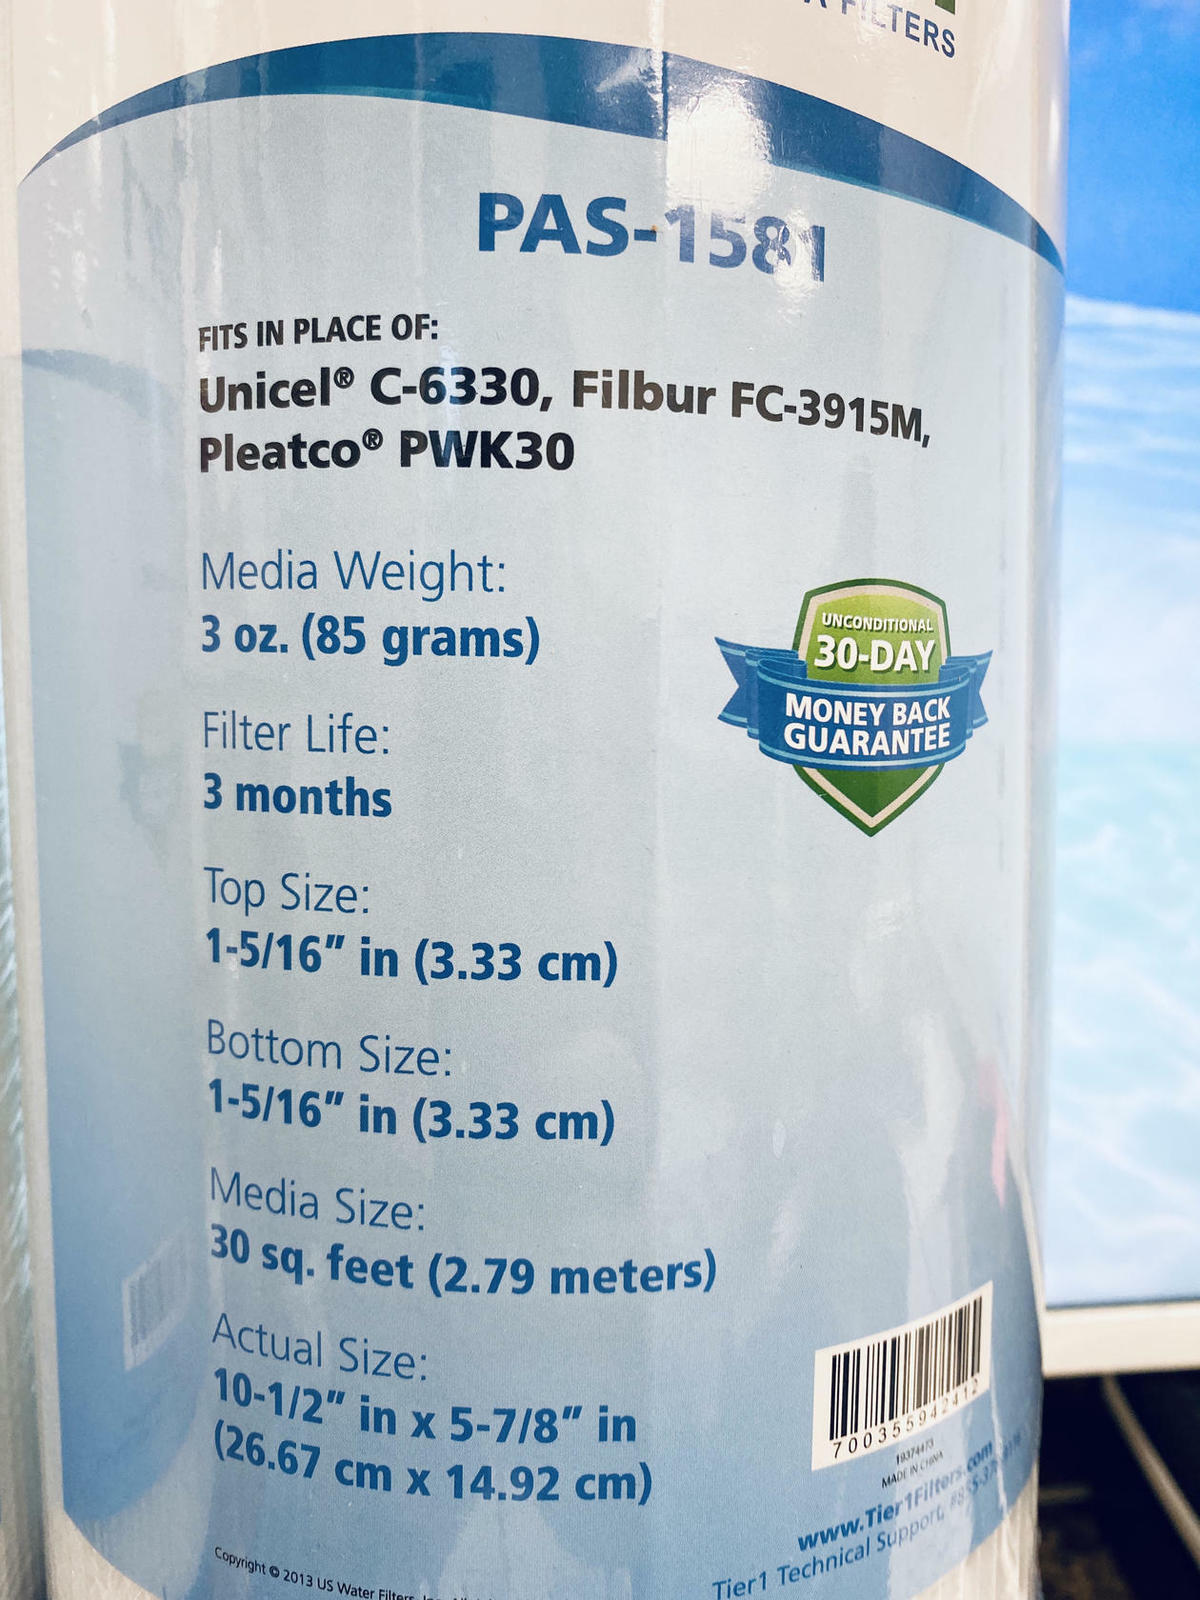 FILTERS
PAS-1581
FITS IN PLACE OF:
Unicel® C-6330, Filbur FC-3915M,
Pleatco® PWK30
Media Weight:
3 oz. (85 grams)
UNCONDITIONAL
30-DAY
MONEY BACK
GUARANTEE
Filter Life:
3 months
Top Size:
1-5/16” in (3.33 cm)
Bottom Size:
1-5/16” in (3.33 cm)
Media Size:
30 sq. feet (2.79 meters)
Actual Size:
10-1/2” in x 5-7/8” in
(26.67 cm x 14.92 cm)
700355942412
19374473
MADE IN CHINA
www.Tier1Filters.com
Tier1 Technical Support,
Copyright © 2013 US Water Filters,